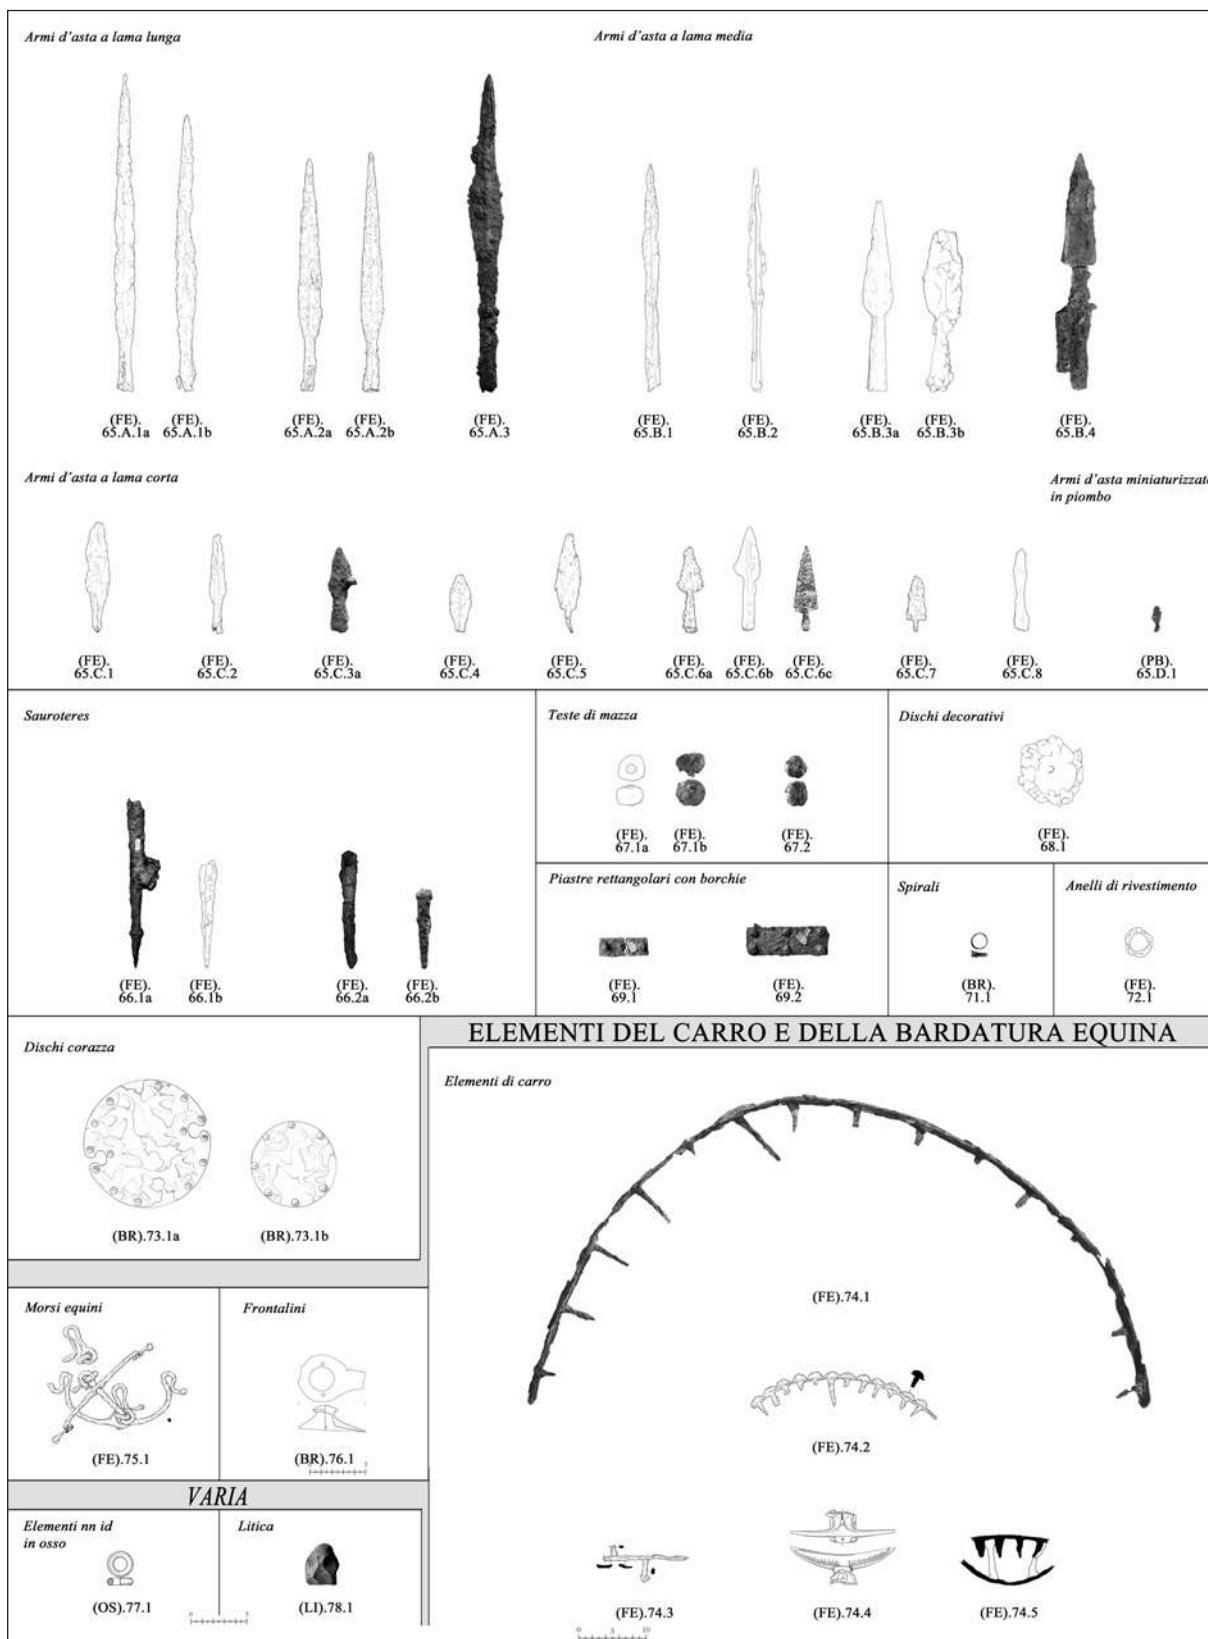 Armi d'asta a lama lunga
Armi d'asta a lama media
(FE).
65.A.1a
(FE).
65.A.1b
(FE).
65.A.2a
(FE).
65.A.2b
(FE).
65.A.3
(FE).
65.B.1
(FE).
65.B.2
(FE).
65.B.3a
(FE).
65.B.3b
(FE).
65.B.4
Armi d'asta a lama corta
Armi d'asta miniaturizzate
in piombo
(FE).
65.C.1
(FE).
65.C.2
(FE).
65.C.3a
(FE).
65.C.4
(FE).
65.C.5
(FE).
65.C.6a
(FE).
65.C.6b
(FE).
65.C.6c
(FE).
65.C.7
(FE).
65.C.8
(PB).
65.D.1
Sauroteres
(FE).
66.1a
(FE).
66.1b
(FE).
66.2a
(FE).
66.2b
Teste di mazza
(FE).
67.1a
(FE).
67.1b
(FE).
67.2
Dischi decorativi
(FE).
68.1
Piastre rettangolari con borchie
(FE).
69.1
(FE).
69.2
Spirali
(BR).
71.1
Anelli di rivestimento
(FE).
72.1
Dischi corazza
(BR).73.1a
(BR).73.1b
ELEMENTI DEL CARRO E DELLA BARDATURA EQUINA
Elementi di carro
(FE).74.1
(FE).74.2
(FE).74.3
(FE).74.4
(FE).74.5
0 5 10
Morsi equini
(FE).75.1
Frontalini
(BR).76.1
VARIA
Elementi nn id
in osso
(OS).77.1
Litica
(LI).78.1